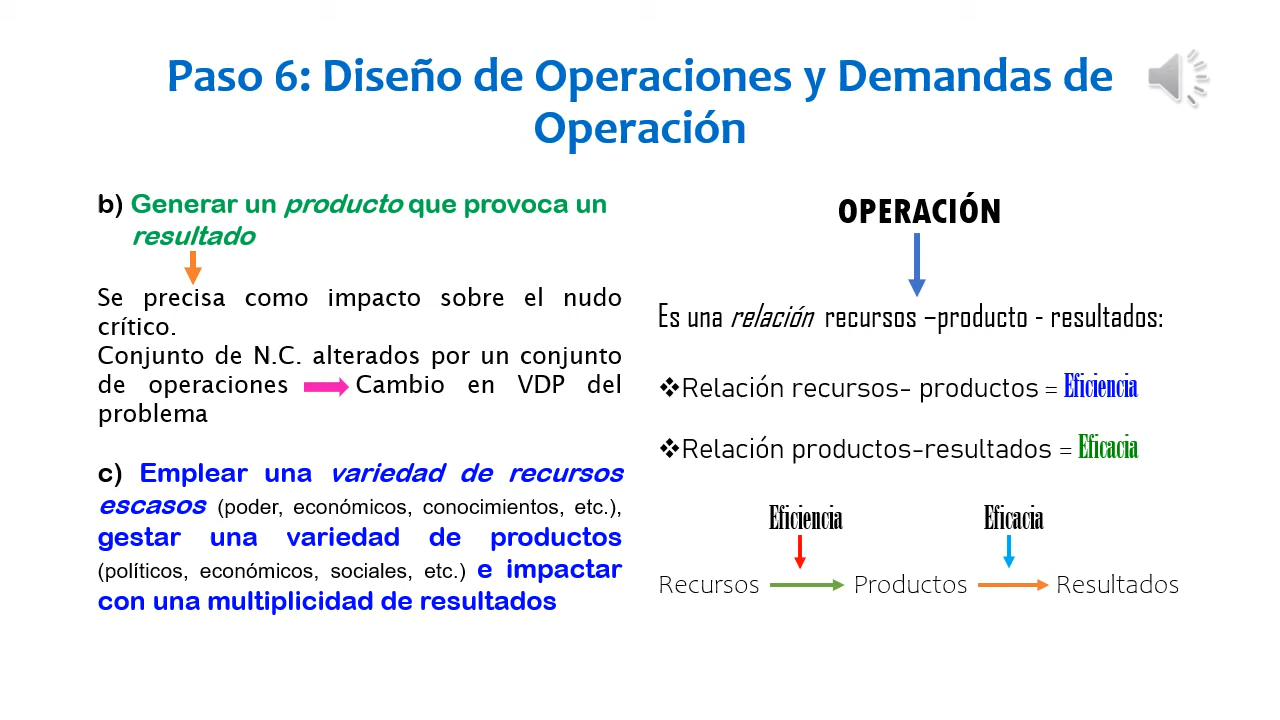 Paso 6: Diseño de Operaciones y Demandas de
Operación
b) Generar un producto que provoca un
resultado
Se precisa como impacto sobre el nudo
crítico.
Conjunto de N.C. alterados por un conjunto
de operaciones Cambio en VDP del
problema
c) Emplear una variedad de recursos
escasos (poder, económicos, conocimientos, etc.),
gestar una variedad de productos
(políticos, económicos, sociales, etc.) e impactar
con una multiplicidad de resultados
OPERACIÓN
Es una relación recursos –producto - resultados:
❖Relación recursos- productos = Eficiencia
❖Relación productos-resultados = Eficacia
Eficiencia Eficacia
Recursos Productos Resultados